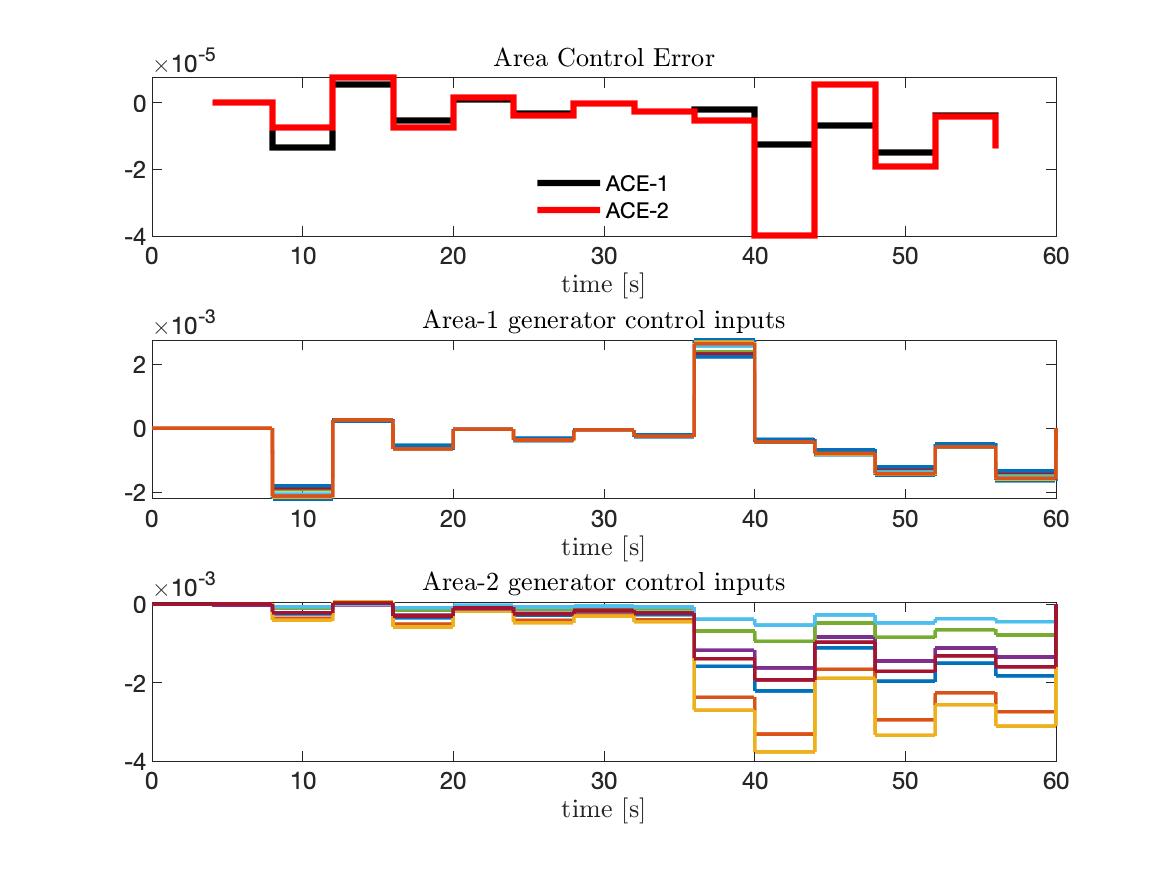 ×10-5
Area Control Error
0
-2
-4
ACE-1
ACE-2
0 10 20 30 40 50 60
time [s]
×10-3
Area-1 generator control inputs
2
0
-2
0 10 20 30 40 50 60
time [s]
×10-3
Area-2 generator control inputs
0
-2
-4
0 10 20 30 40 50 60
time [s]